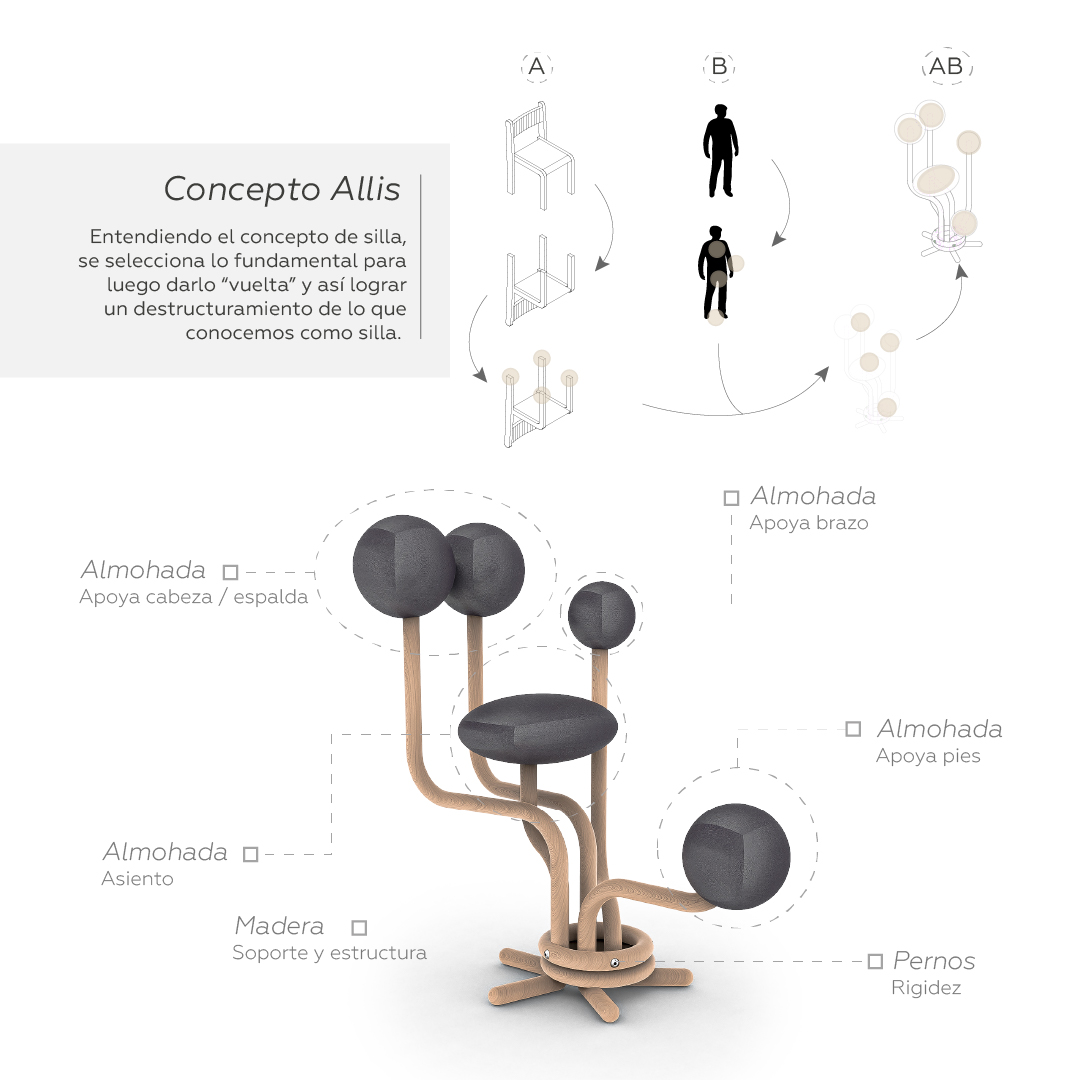 A
B
AB
Concepto Allis
Entendiendo el concepto de silla,
se selecciona lo fundamental para
luego darlo “vuelta” y así lograr
un destructuramiento de lo que
conocemos como silla.
Almohada
Apoya brazo
Almohada
Apoya cabeza / espalda
Almohada
Apoya pies
Almohada
Asiento
Madera
Soporte y estructura
Pernos
Rigidez